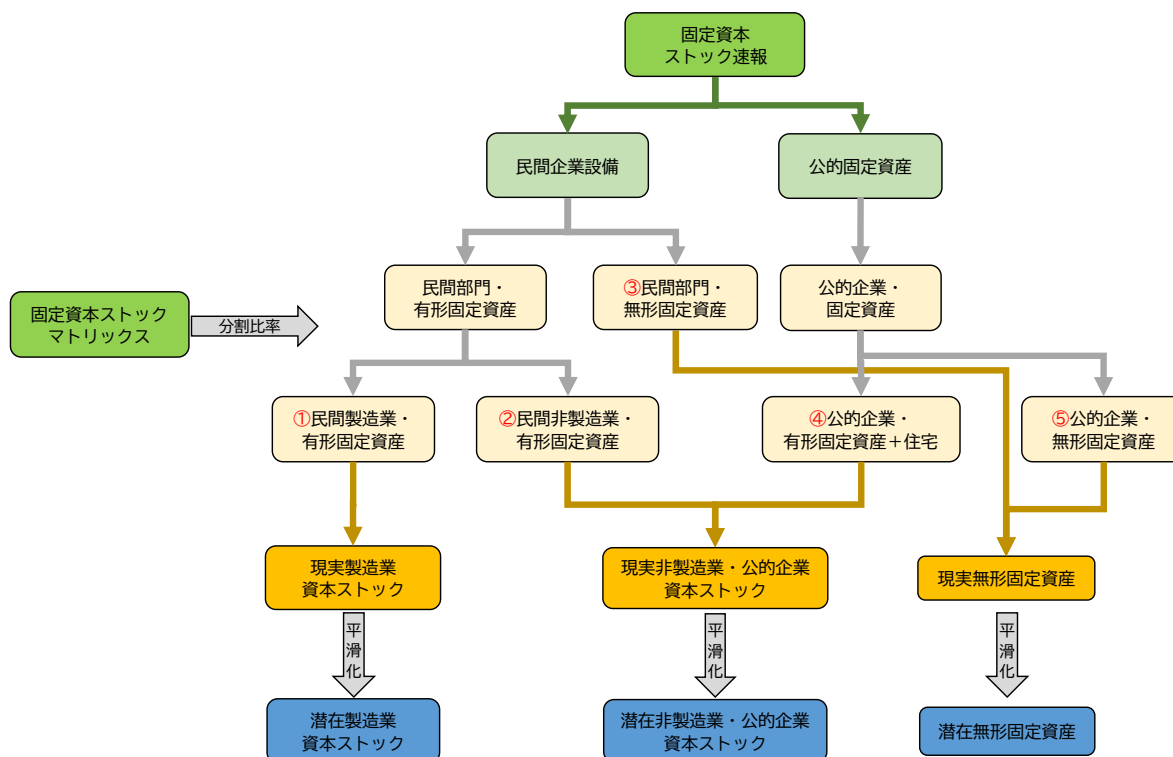 固定資本
ストック速報
民間企業設備
公的固定資産
民間部門・
有形固定資産
③民間部門・
無形固定資産
公的企業・
固定資産
固定資本ストック
マトリックス
分割比率
①民間製造業・
有形固定資産
②民間非製造業・
有形固定資産
④公的企業・
有形固定資産＋住宅
⑤公的企業・
無形固定資産
現実製造業
資本ストック
現実非製造業・公的企業
資本ストック
現実無形固定資産
平滑化
平滑化
平滑化
潜在製造業
資本ストック
潜在非製造業・公的企業
資本ストック
潜在無形固定資産